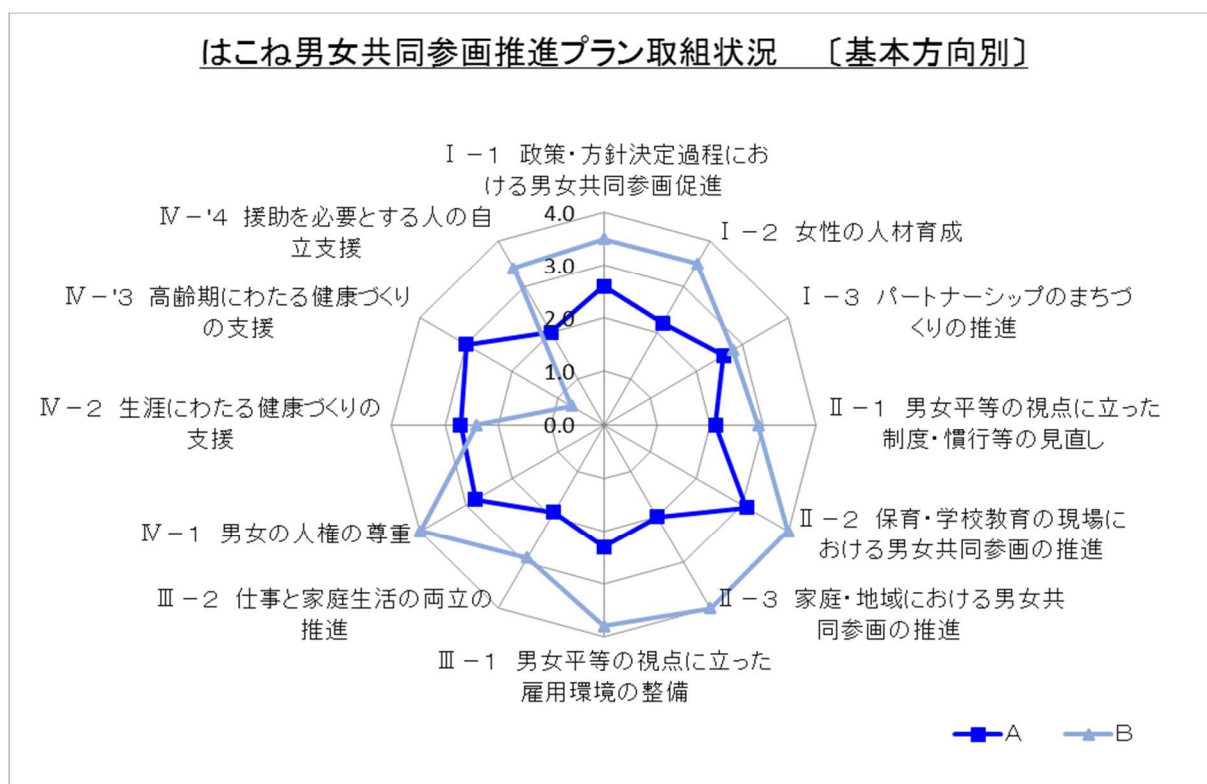 はこね男女共同参画推進プラン取組状況　〔基本方向別〕
Ⅰ－1 政策・方針決定過程にお
ける男女共同参画促進
Ⅰ－2 女性の人材育成
Ⅰ－3 パートナーシップのまちづ
くりの推進
Ⅱ－1 男女平等の視点に立った
制度・慣行等の見直し
Ⅱ－2 保育・学校教育の現場に
おける男女共同参画の推進
Ⅱ－3 家庭・地域における男女共
同参画の推進
Ⅲ－1 男女平等の視点に立った
雇用環境の整備
Ⅲ－2 仕事と家庭生活の両立の
推進
Ⅳ－1 男女の人権の尊重
Ⅳ－2 生涯にわたる健康づくりの
支援
Ⅳ－'3 高齢期にわたる健康づくり
の支援
Ⅳ－'4 援助を必要とする人の自
立支援
4.0
3.0
2.0
1.0
0.0
A
B